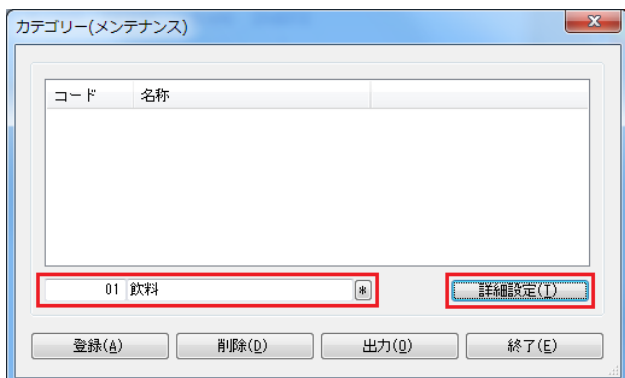 カテゴリー(メンテナンス)
コード 名称
01 飲料 * 詳細設定(I)
登録(A) 削除(D) 出力(O) 終了(E)